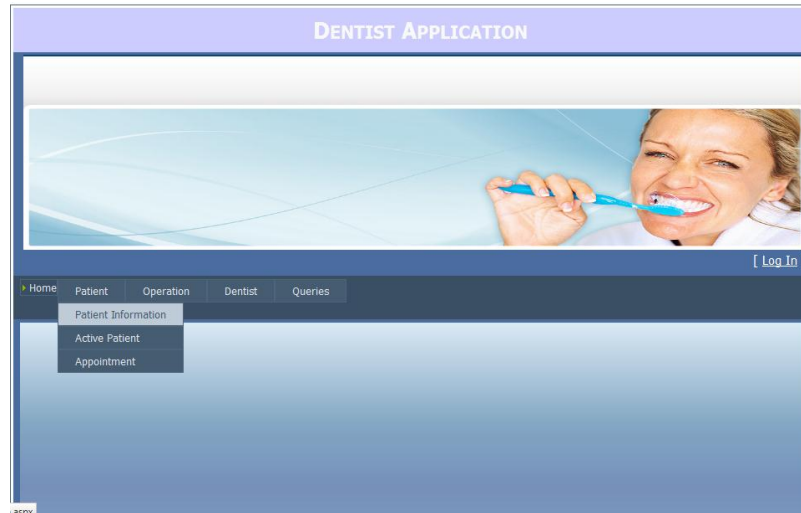 DENTIST APPLICATION
[ Log In
Home Patient Operation Dentist Queries
Patient Information
Active Patient
Appointment
aspx